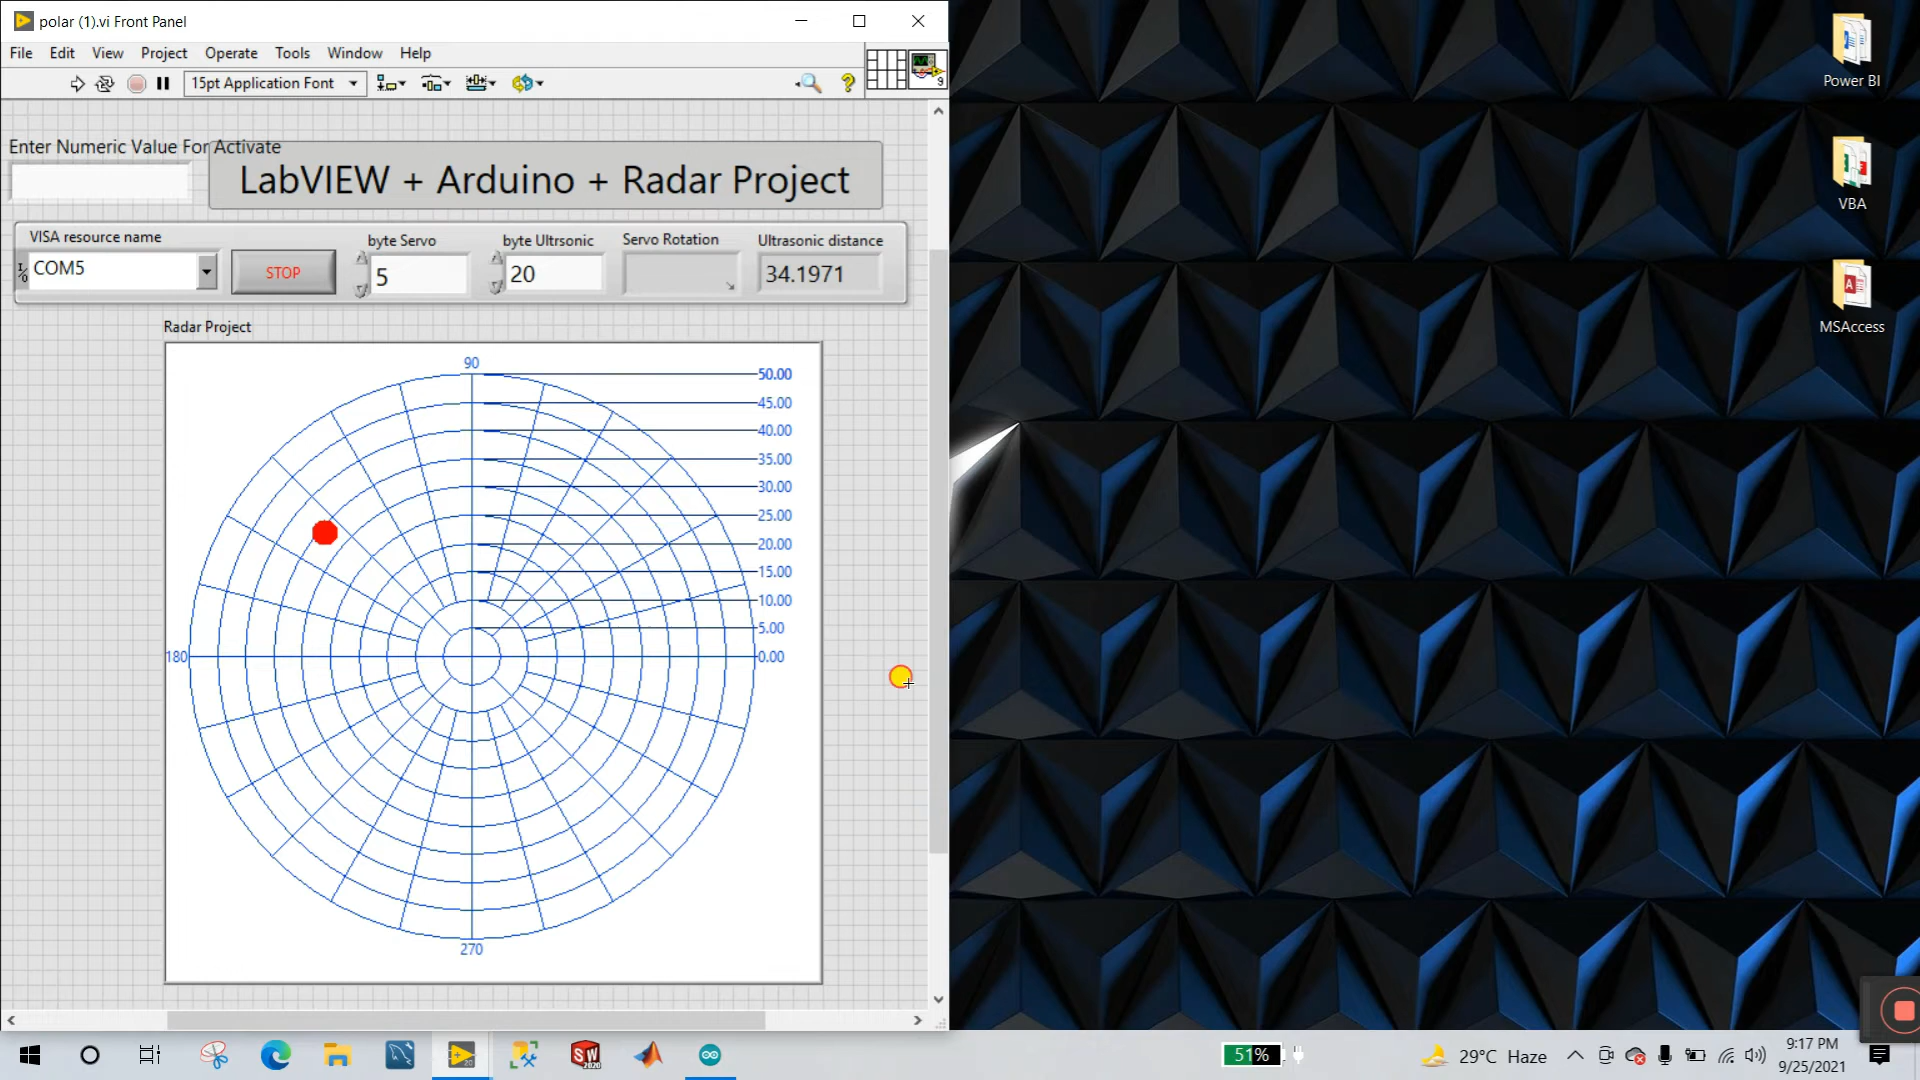 polar (1).vi Front Panel
File Edit View Project Operate Tools Window Help
15pt Application Font
?
9
Enter Numeric Value For Activate
LabVIEW + Arduino + Radar Project
VISA resource name
COM5
STOP
byte Servo
5
byte Ultrsonic
20
Servo Rotation
Ultrasonic distance
34.1971
Radar Project
90
50.00
45.00
40.00
35.00
30.00
25.00
20.00
15.00
10.00
5.00
180
0.00
270
Power BI
VBA
MSAccess
SW
2020
51%
29°C Haze
9:17 PM
9/25/2021